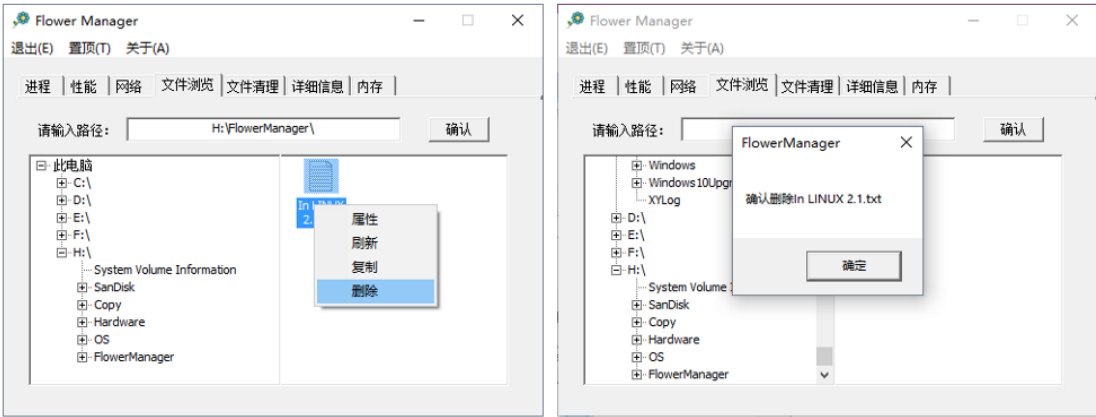 Flower Manager
退出(E) 置顶(T) 关于(A)
进程 性能 网络 文件浏览 文件清理 详细信息 内存
请输入路径: H:\FlowerManager\ 确认
此电脑
C:\
D:\
E:\
F:\
H:\
System Volume Information
SanDisk
Copy
Hardware
OS
FlowerManager
In LINUX
2.
属性
刷新
复制
删除
Flower Manager
退出(E) 置顶(T) 关于(A)
进程 性能 网络 文件浏览 文件清理 详细信息 内存
请输入路径: 确认
Windows
Windows10Upgr
XYLog
D:\
E:\
F:\
H:\
System Volume
SanDisk
Copy
Hardware
OS
FlowerManager
FlowerManager
确认删除In LINUX 2.1.txt
确定